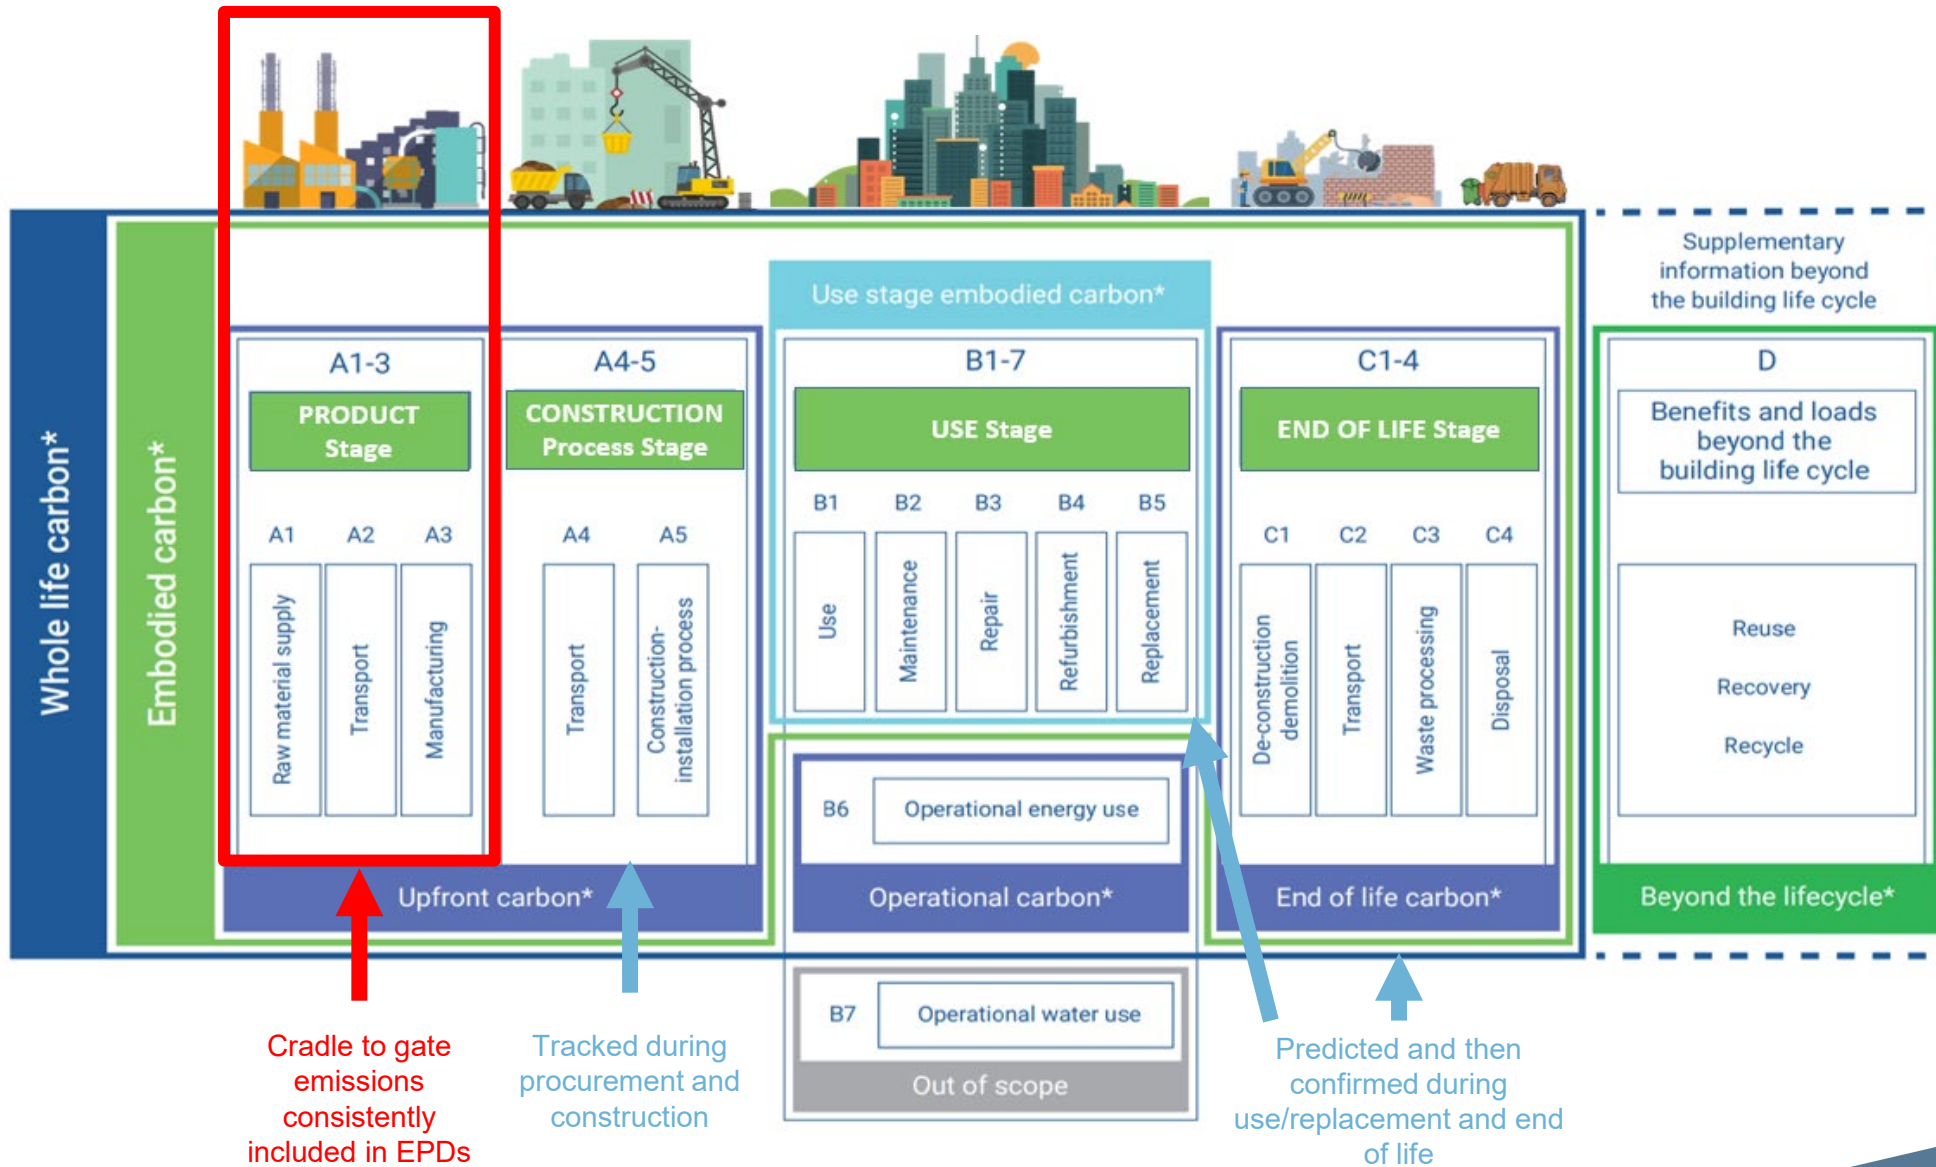 Whole life carbon*
Embodied carbon*
A1-3
PRODUCT
Stage
A1
A2
A3
Raw material supply
Transport
Manufacturing
A4-5
CONSTRUCTION
Process Stage
A4
A5
Transport
Construction-
installation process
Upfront carbon*
Use stage embodied carbon*
B1-7
USE Stage
B1
B2
B3
B4
B5
Use
Maintenance
Repair
Refurbishment
Replacement
B6
Operational energy use
Operational carbon*
B7
Operational water use
Out of scope
C1-4
END OF LIFE Stage
C1
C2
C3
C4
De-construction
demolition
Transport
Waste processing
Disposal
End of life carbon*
Supplementary
information beyond
the building life cycle
D
Benefits and loads
beyond the
building life cycle
Reuse
Recovery
Recycle
Beyond the lifecycle*
Cradle to gate
emissions
consistently
included in EPDs
Tracked during
procurement and
construction
Predicted and then
confirmed during
use/replacement and end
of life